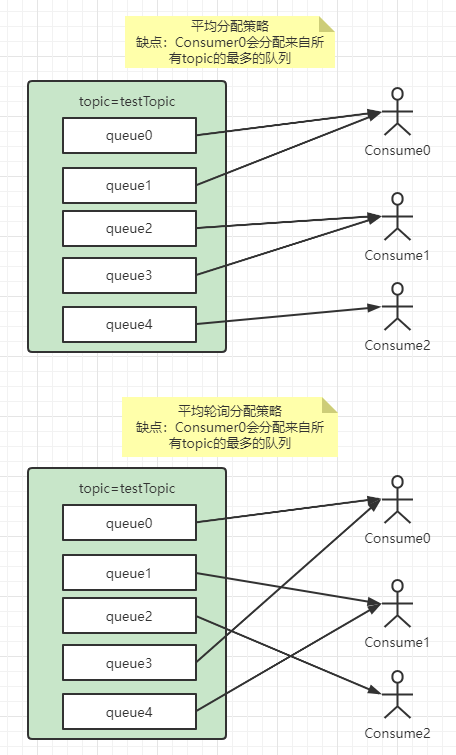 平均分配策略
缺点：Consumer0会分配来自所
有topic的最多的队列
topic=testTopic
queue0
queue1
queue2
queue3
queue4
Consume0
Consume1
Consume2
平均轮询分配策略
缺点：Consumer0会分配来自所
有topic的最多的队列
topic=testTopic
queue0
queue1
queue2
queue3
queue4
Consume0
Consume1
Consume2